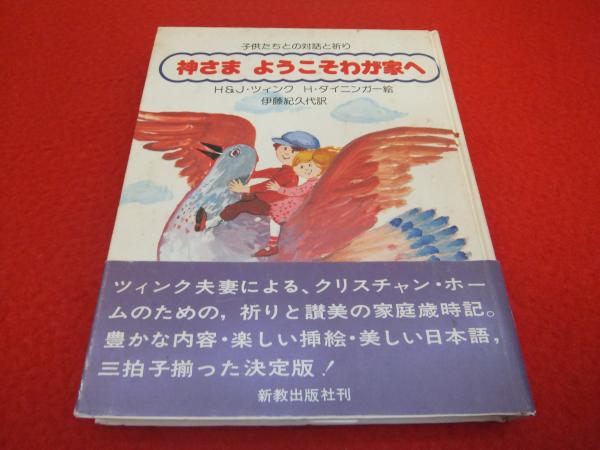 子供たちとの対話と祈り
神さま ようこそわが家へ
H&J・ツィンク H・ダイニンガー絵
伊藤紀久代訳
ツィンク夫妻による、クリスチャン・ホー
ムのための，祈りと讃美の家庭歳時記。
豊かな内容・楽しい挿絵・美しい日本語，
三拍子揃った決定版！
新教出版社刊